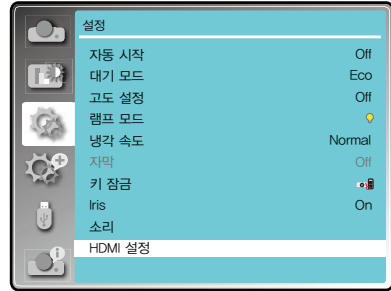 설정
자동 시작 Off
대기 모드 Eco
고도 설정 Off
램프 모드
냉각 속도 Normal
자막 Off
키 잠금
Iris On
소리
HDMI 설정